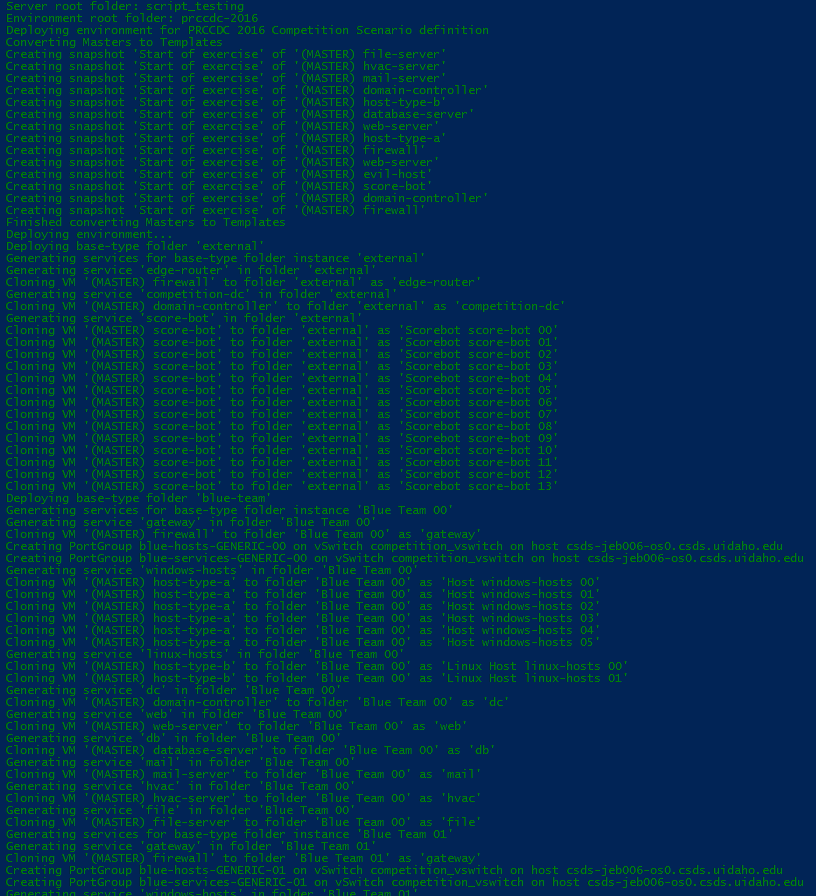 Server root folder: script_testing
Environment root folder: prccdc-2016
Deploying environment for PRCCDC 2016 Competition Scenario definition
Converting Masters to Templates
Creating snapshot 'Start of exercise' of '(MASTER) file-server'
Creating snapshot 'Start of exercise' of '(MASTER) hvac-server'
Creating snapshot 'Start of exercise' of '(MASTER) mail-server'
Creating snapshot 'Start of exercise' of '(MASTER) domain-controller'
Creating snapshot 'Start of exercise' of '(MASTER) host-type-b'
Creating snapshot 'Start of exercise' of '(MASTER) database-server'
Creating snapshot 'Start of exercise' of '(MASTER) web-server'
Creating snapshot 'Start of exercise' of '(MASTER) host-type-a'
Creating snapshot 'Start of exercise' of '(MASTER) firewall'
Creating snapshot 'Start of exercise' of '(MASTER) web-server'
Creating snapshot 'Start of exercise' of '(MASTER) evil-host'
Creating snapshot 'Start of exercise' of '(MASTER) score-bot'
Creating snapshot 'Start of exercise' of '(MASTER) domain-controller'
Creating snapshot 'Start of exercise' of '(MASTER) firewall'
Finished converting Masters to Templates
Deploying environment...
Deploying base-type folder 'external'
Generating services for base-type folder instance 'external'
Generating service 'edge-router' in folder 'external'
Cloning VM '(MASTER) firewall' to folder 'external' as 'edge-router'
Generating service 'competition-dc' in folder 'external'
Cloning VM '(MASTER) domain-controller' to folder 'external' as 'competition-dc'
Generating service 'score-bot' in folder 'external'
Cloning VM '(MASTER) score-bot' to folder 'external' as 'Scorebot score-bot 00'
Cloning VM '(MASTER) score-bot' to folder 'external' as 'Scorebot score-bot 01'
Cloning VM '(MASTER) score-bot' to folder 'external' as 'Scorebot score-bot 02'
Cloning VM '(MASTER) score-bot' to folder 'external' as 'Scorebot score-bot 03'
Cloning VM '(MASTER) score-bot' to folder 'external' as 'Scorebot score-bot 04'
Cloning VM '(MASTER) score-bot' to folder 'external' as 'Scorebot score-bot 05'
Cloning VM '(MASTER) score-bot' to folder 'external' as 'Scorebot score-bot 06'
Cloning VM '(MASTER) score-bot' to folder 'external' as 'Scorebot score-bot 07'
Cloning VM '(MASTER) score-bot' to folder 'external' as 'Scorebot score-bot 08'
Cloning VM '(MASTER) score-bot' to folder 'external' as 'Scorebot score-bot 09'
Cloning VM '(MASTER) score-bot' to folder 'external' as 'Scorebot score-bot 10'
Cloning VM '(MASTER) score-bot' to folder 'external' as 'Scorebot score-bot 11'
Cloning VM '(MASTER) score-bot' to folder 'external' as 'Scorebot score-bot 12'
Cloning VM '(MASTER) score-bot' to folder 'external' as 'Scorebot score-bot 13'
Deploying base-type folder 'blue-team'
Generating services for base-type folder instance 'Blue Team 00'
Generating service 'gateway' in folder 'Blue Team 00'
Cloning VM '(MASTER) firewall' to folder 'Blue Team 00' as 'gateway'
Creating PortGroup blue-hosts-GENERIC-00 on vSwitch competition_vswitch on host csds-jeb006-os0.csds.uidaho.edu
Creating PortGroup blue-services-GENERIC-00 on vSwitch competition_vswitch on host csds-jeb006-os0.csds.uidaho.edu
Generating service 'windows-hosts' in folder 'Blue Team 00'
Cloning VM '(MASTER) host-type-a' to folder 'Blue Team 00' as 'Host windows-hosts 00'
Cloning VM '(MASTER) host-type-a' to folder 'Blue Team 00' as 'Host windows-hosts 01'
Cloning VM '(MASTER) host-type-a' to folder 'Blue Team 00' as 'Host windows-hosts 02'
Cloning VM '(MASTER) host-type-a' to folder 'Blue Team 00' as 'Host windows-hosts 03'
Cloning VM '(MASTER) host-type-a' to folder 'Blue Team 00' as 'Host windows-hosts 04'
Cloning VM '(MASTER) host-type-a' to folder 'Blue Team 00' as 'Host windows-hosts 05'
Generating service 'linux-hosts' in folder 'Blue Team 00'
Cloning VM '(MASTER) host-type-b' to folder 'Blue Team 00' as 'Linux Host linux-hosts 00'
Cloning VM '(MASTER) host-type-b' to folder 'Blue Team 00' as 'Linux Host linux-hosts 01'
Generating service 'dc' in folder 'Blue Team 00'
Cloning VM '(MASTER) domain-controller' to folder 'Blue Team 00' as 'dc'
Generating service 'web' in folder 'Blue Team 00'
Cloning VM '(MASTER) web-server' to folder 'Blue Team 00' as 'web'
Generating service 'db' in folder 'Blue Team 00'
Cloning VM '(MASTER) database-server' to folder 'Blue Team 00' as 'db'
Generating service 'mail' in folder 'Blue Team 00'
Cloning VM '(MASTER) mail-server' to folder 'Blue Team 00' as 'mail'
Generating service 'hvac' in folder 'Blue Team 00'
Cloning VM '(MASTER) hvac-server' to folder 'Blue Team 00' as 'hvac'
Generating service 'file' in folder 'Blue Team 00'
Cloning VM '(MASTER) file-server' to folder 'Blue Team 00' as 'file'
Generating services for base-type folder instance 'Blue Team 01'
Generating service 'gateway' in folder 'Blue Team 01'
Cloning VM '(MASTER) firewall' to folder 'Blue Team 01' as 'gateway'
Creating PortGroup blue-hosts-GENERIC-01 on vSwitch competition_vswitch on host csds-jeb006-os0.csds.uidaho.edu
Creating PortGroup blue-services-GENERIC-01 on vSwitch competition_vswitch on host csds-jeb006-os0.csds.uidaho.edu
Generating service 'windows-hosts' in folder 'Blue Team 01'